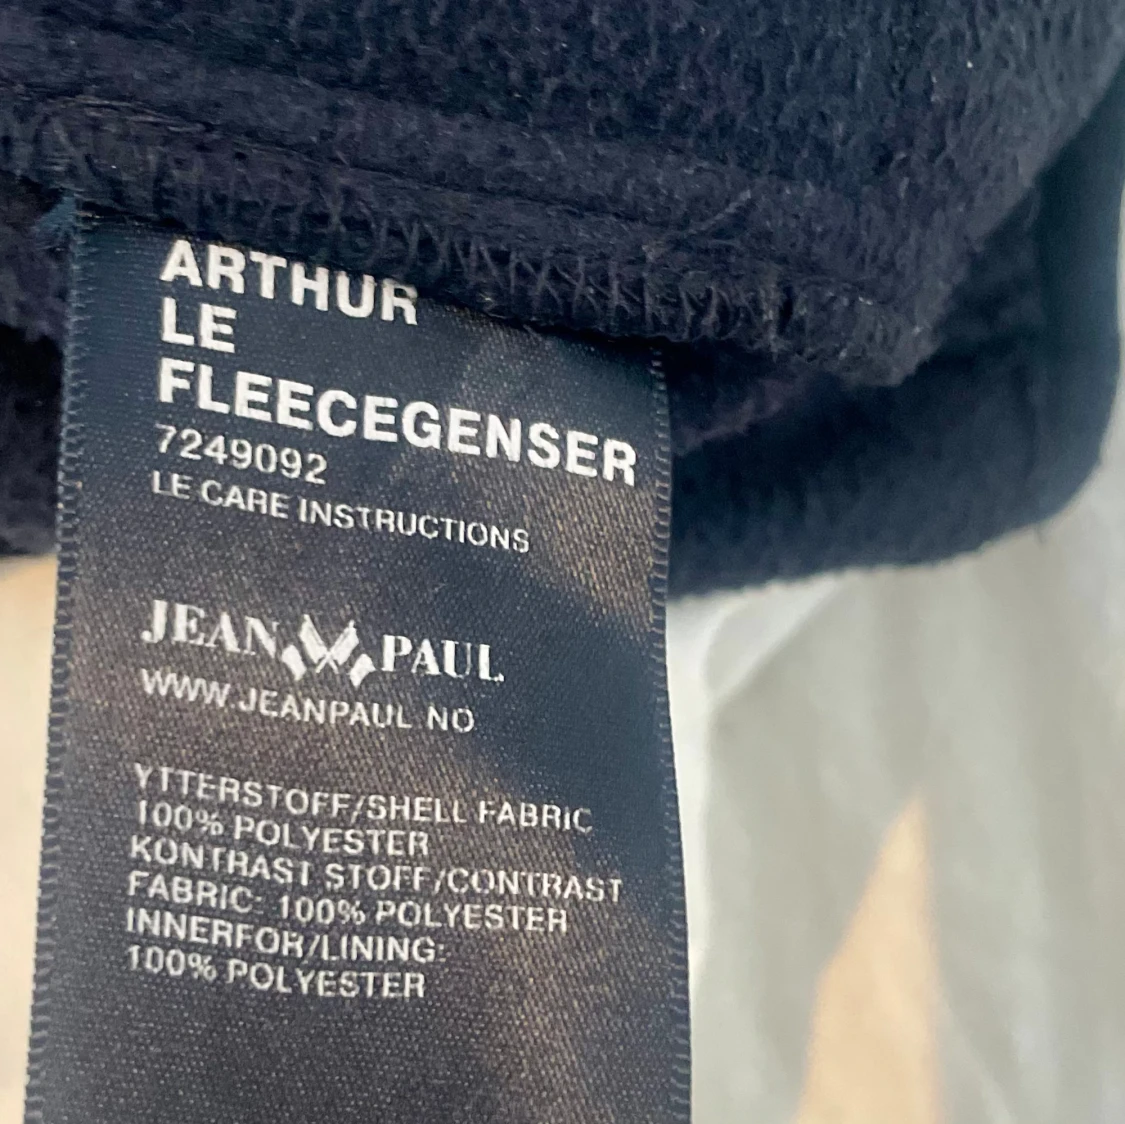 ARTHUR
LE
FLEECEGENSER
7249092
LE CARE INSTRUCTIONS
JEAN PAUL
WWW.JEANPAUL NO
YTTERSTOFF/SHELL FABRIC
100% POLYESTER
KONTRAST STOFF/CONTRAST
FABRIC: 100% POLYESTER
INNERFOR/LINING:
100% POLYESTER